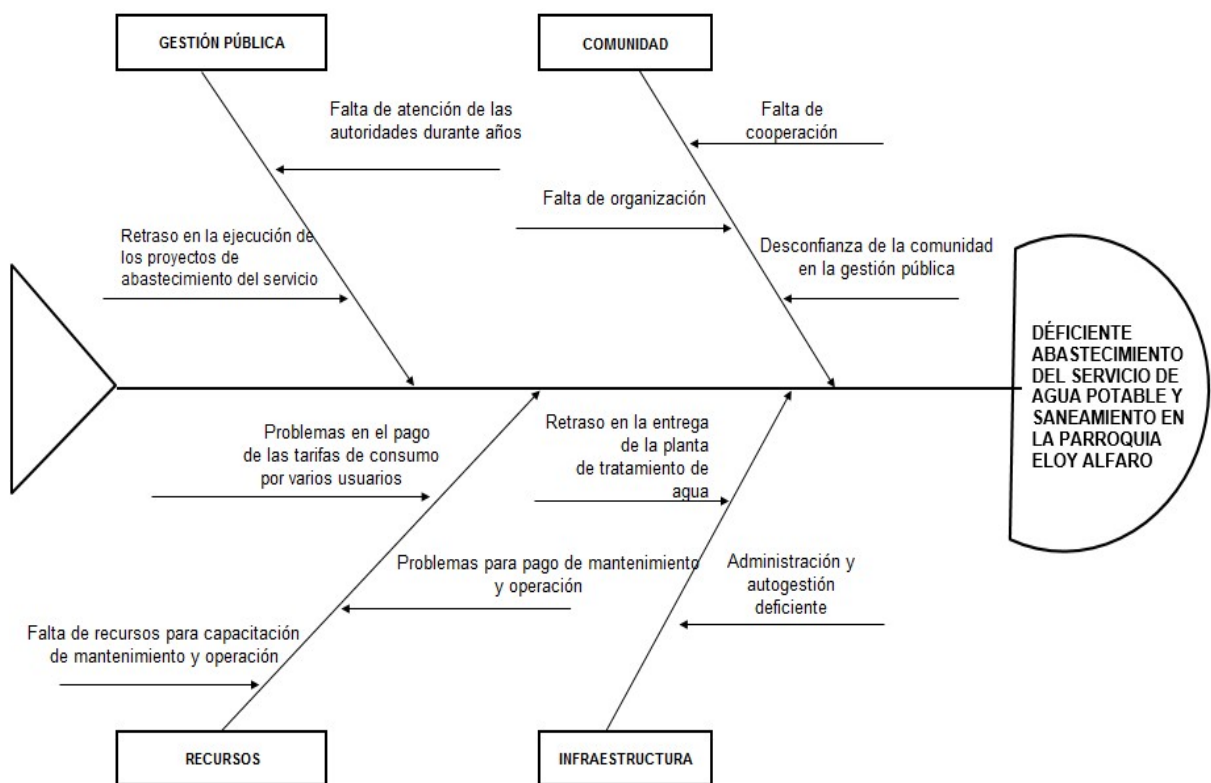 GESTIÓN PÚBLICA
COMUNIDAD
Falta de atención de las
autoridades durante años
Falta de
cooperación
Falta de organización
Retraso en la ejecución de
los proyectos de
abastecimiento del servicio
Desconfianza de la comunidad
en la gestión pública
DÉFICIENTE
ABASTECIMIENTO
DEL SERVICIO DE
AGUA POTABLE Y
SANEAMIENTO EN
LA PARROQUIA
ELOY ALFARO
Problemas en el pago
de las tarifas de consumo
por varios usuarios
Retraso en la entrega
de la planta
de tratamiento de
agua
Problemas para pago de mantenimiento
y operación
Administración y
autogestión
deficiente
Falta de recursos para capacitación
de mantenimiento y operación
RECURSOS
INFRAESTRUCTURA